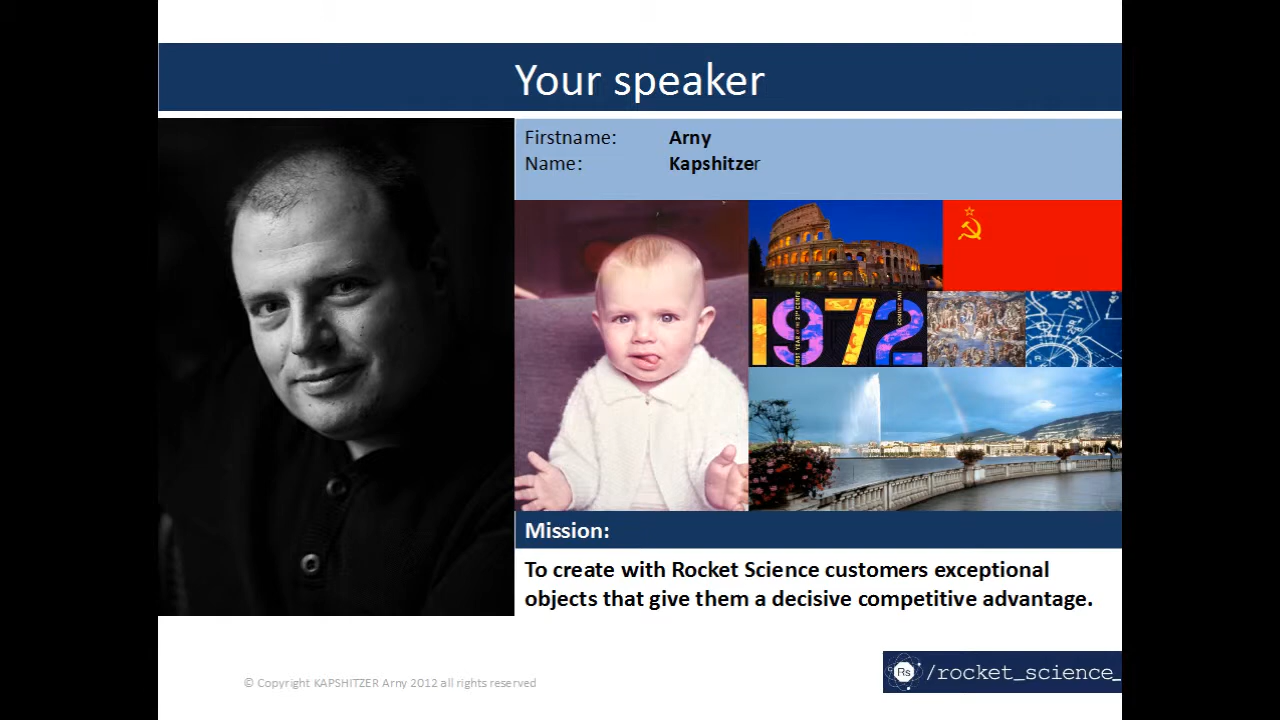 Your speaker
Firstname: Arny
Name: Kapshitzer
1972
Mission:
To create with Rocket Science customers exceptional
objects that give them a decisive competitive advantage.
Rs /rocket_science_
© Copyright KAPSHITZER Arny 2012 all rights reserved